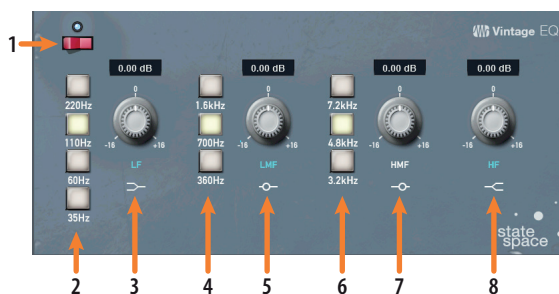 Vintage EQ
1
0.00 dB 0.00 dB 0.00 dB 0.00 dB
0 0 0 0
220Hz 1.6kHz 7.2kHz
-16 +16 -16 +16 -16 +16 -16 +16
110Hz 700Hz 4.8kHz
LF LMF HMF HF
60Hz 360Hz 3.2kHz
35Hz
state
space
2 3 4 5 6 7 8